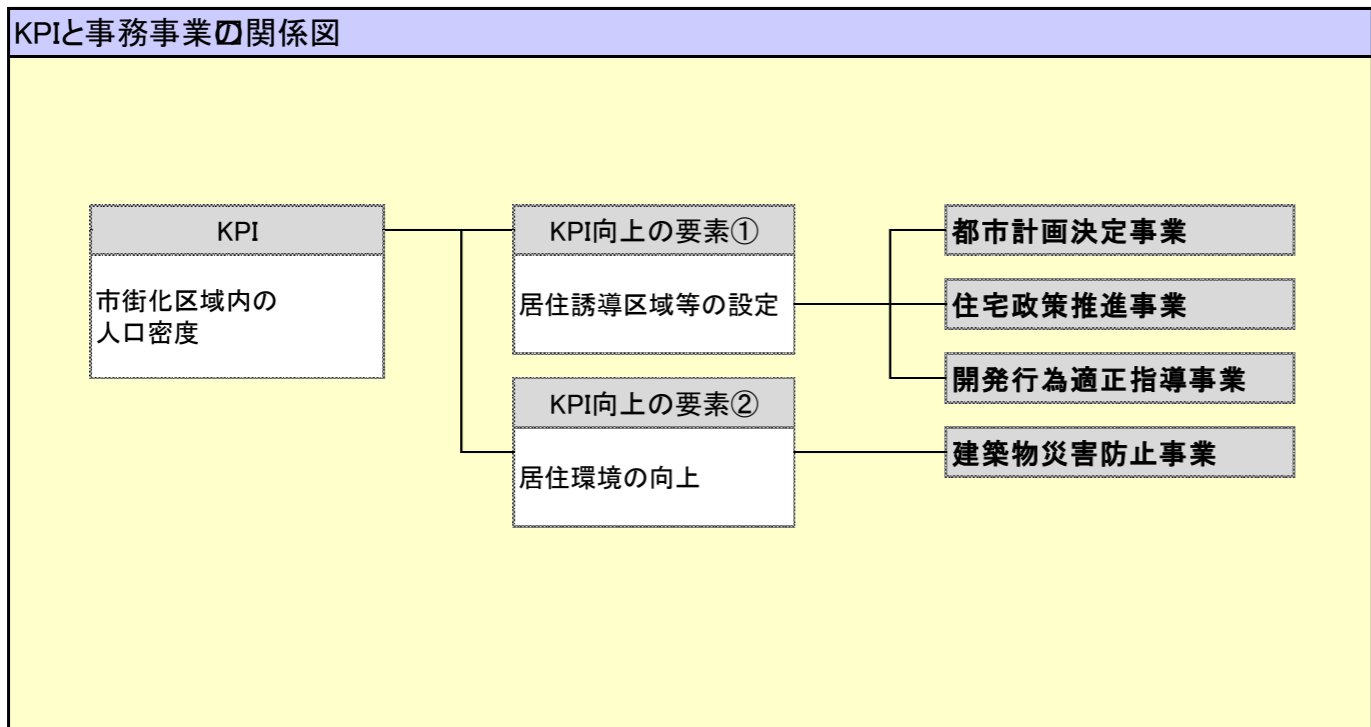 KPIと事務事業の関係図
KPI
市街化区域内の
人口密度
KPI向上の要素①
居住誘導区域等の設定
KPI向上の要素②
居住環境の向上
都市計画決定事業
住宅政策推進事業
開発行為適正指導事業
建築物災害防止事業